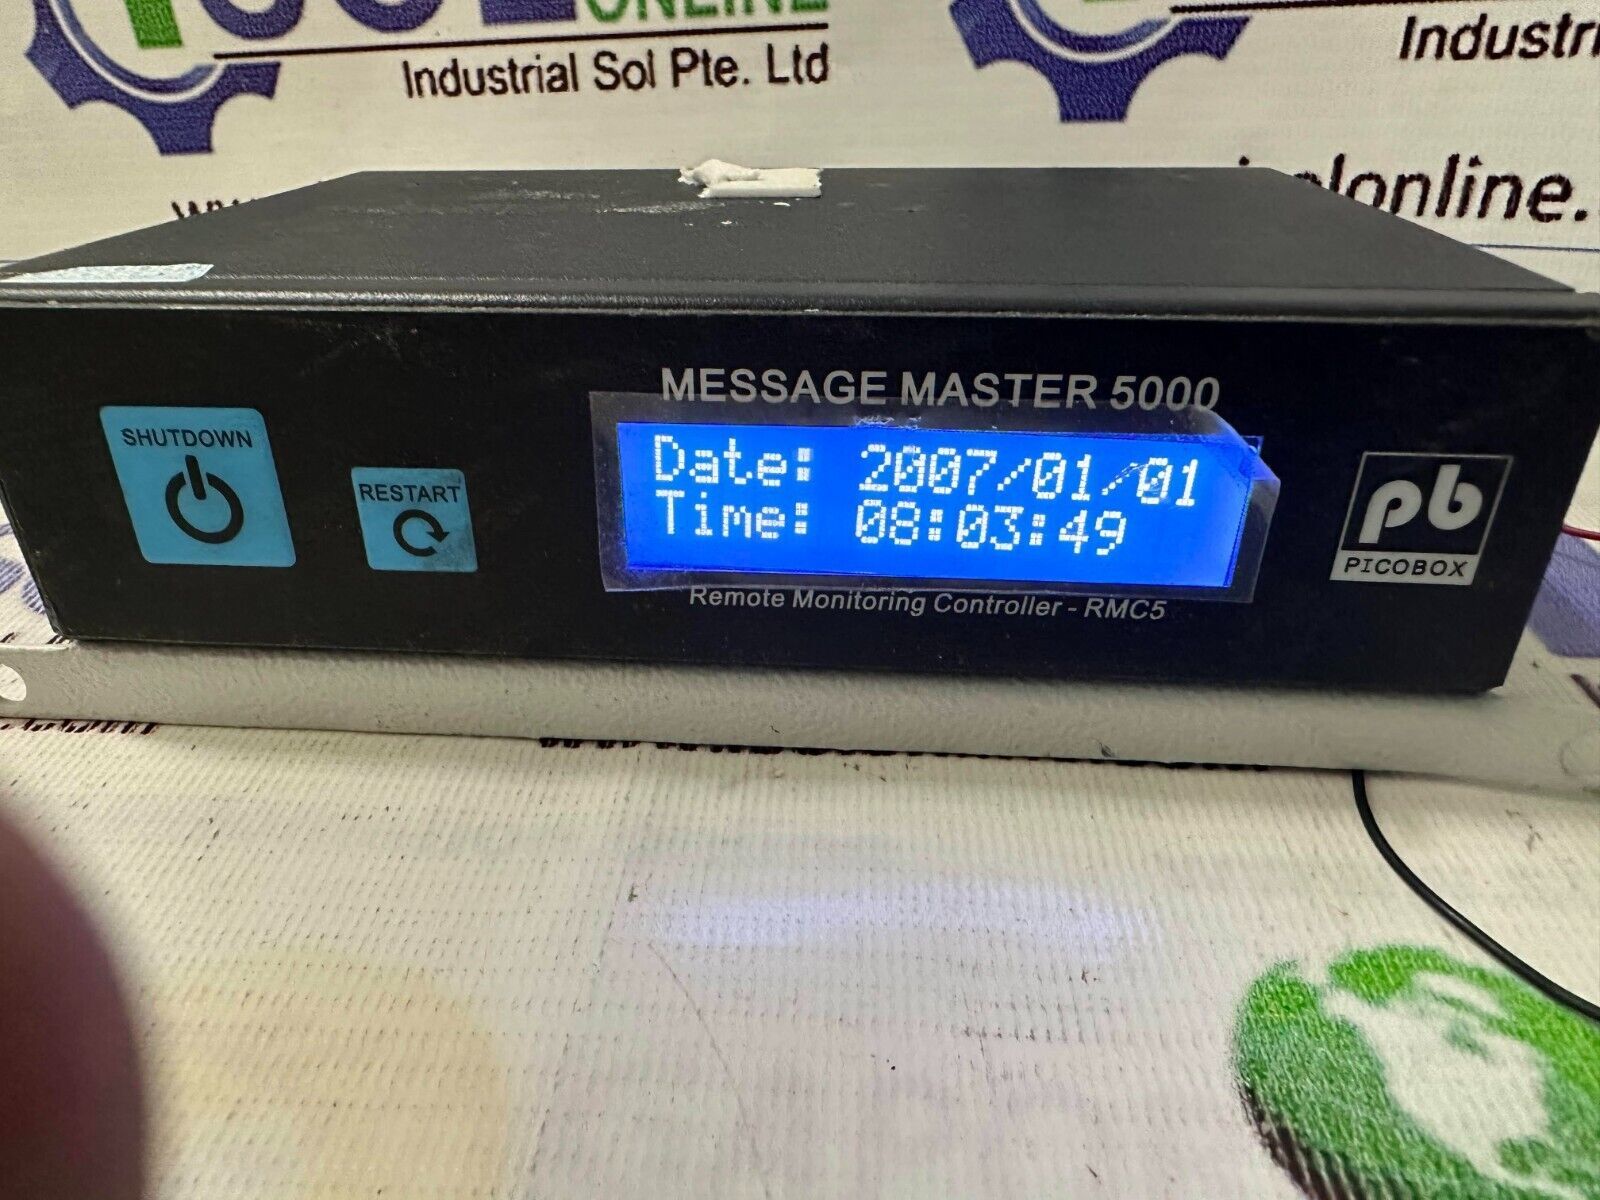 ONLINE
Industrial Sol Pte. Ltd
MESSAGE MASTER 5000
SHUTDOWN
RESTART
Date: 2007/01/01
Time: 08:03:49
pb
PICOBOX
Remote Monitoring Controller - RMC5